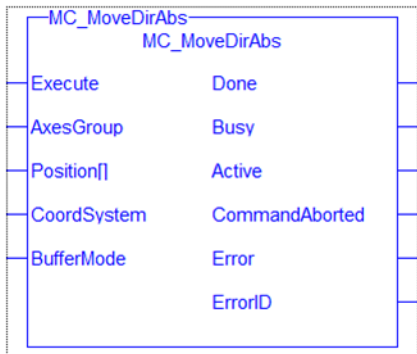 MC_MoveDirAbs
MC_MoveDirAbs
Execute Done
AxesGroup Busy
Position[] Active
CoordSystem CommandAborted
BufferMode Error
ErrorID